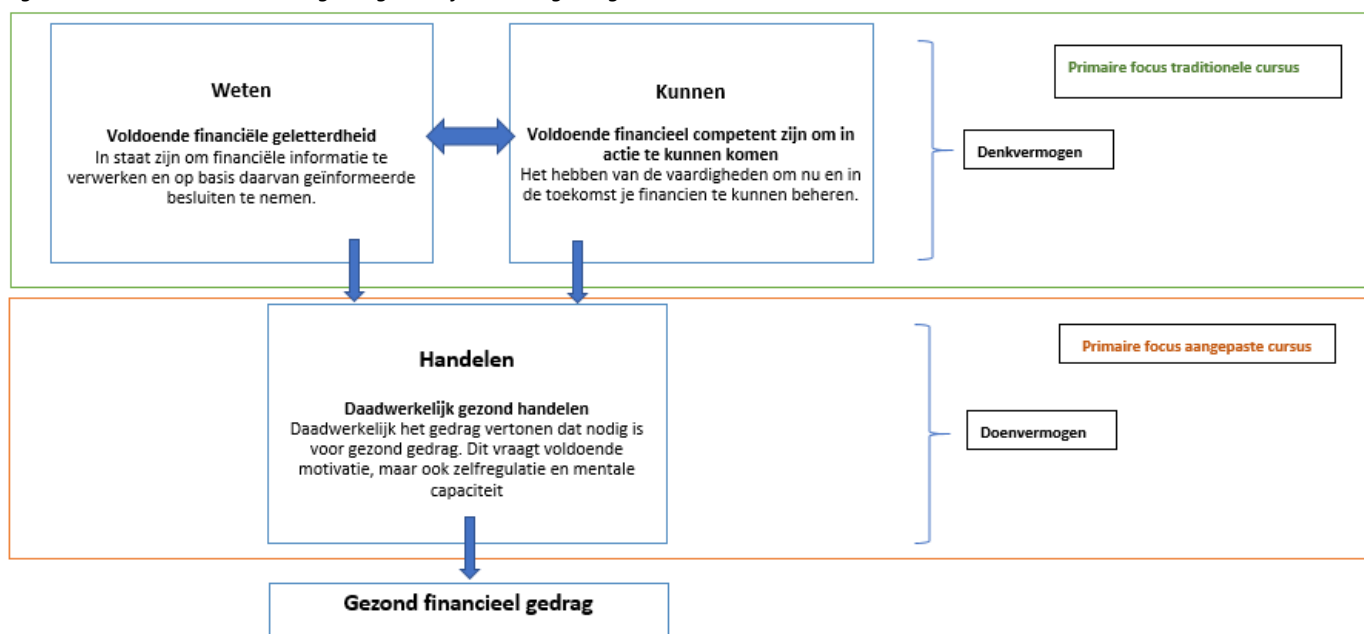 Weten
Voldoende financiële geletterdheid
In staat zijn om financiële informatie te
verwerken en op basis daarvan geïnformeerde
besluiten te nemen.
Kunnen
Voldoende financieel competent zijn om in
actie te kunnen komen
Het hebben van de vaardigheden om nu en in
de toekomst je financien te kunnen beheren.
Primaire focus traditionele cursus
Denkvermogen
Handelen
Daadwerkelijk gezond handelen
Daadwerkelijk het gedrag vertonen dat nodig is
voor gezond gedrag. Dit vraagt voldoende
motivatie, maar ook zelfregulatie en mentale
capaciteit
Primaire focus aangepaste cursus
Doenvermogen
Gezond financieel gedrag